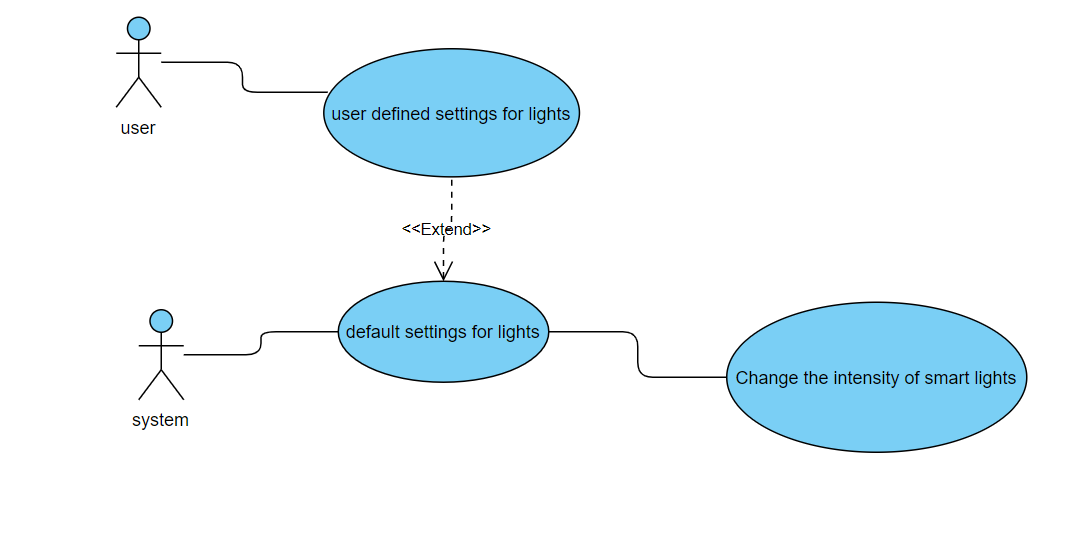 user
user defined settings for lights
<<Extend>>
default settings for lights
system
Change the intensity of smart lights